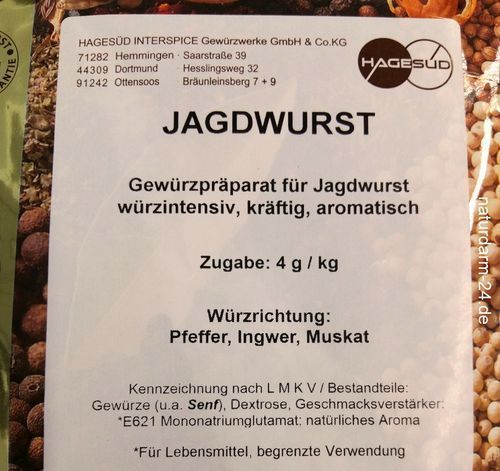 HAGESÜD INTERSPICE Gewürzwerke GmbH & Co.KG
71282 Hemmingen · Saarstraße 39
44309 Dortmund · Hesslingsweg 32
91242 Ottensoos · Bräunleinsberg 7 + 9
HAGESÜD
JAGDWURST
Gewürzpräparat für Jagdwurst
würzintensiv, kräftig, aromatisch
Zugabe: 4 g / kg
Würzrichtung:
Pfeffer, Ingwer, Muskat
Kennzeichnung nach L M K V / Bestandteile:
Gewürze (u.a. Senf), Dextrose, Geschmacksverstärker:
*E621 Mononatriumglutamat; natürliches Aroma
*Für Lebensmittel, begrenzte Verwendung
naturdarm-24.de